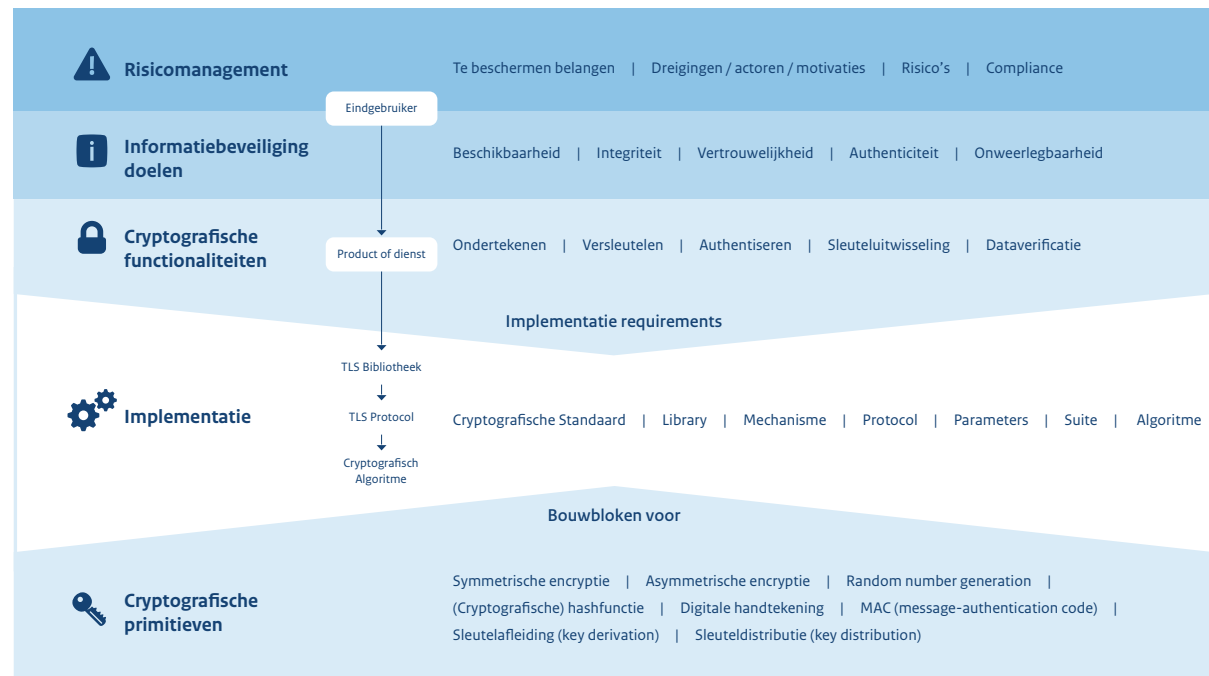 Risicomanagement
Te beschermen belangen | Dreigingen / actoren / motivaties | Risico's | Compliance
Eindgebruiker
Informatiebeveiliging
doelen
Beschikbaarheid | Integriteit | Vertrouwelijkheid | Authenticiteit | Onweerlegbaarheid
Cryptografische
functionaliteiten
Product of dienst
Ondertekenen | Versleutelen | Authentiseren | Sleuteluitwisseling | Dataverificatie
Implementatie requirements
Implementatie
TLS Bibliotheek
TLS Protocol
Cryptografisch
Algoritme
Cryptografische Standaard | Library | Mechanisme | Protocol | Parameters | Suite | Algoritme
Bouwbloken voor
Cryptografische
primitieven
Symmetrische encryptie | Asymmetrische encryptie | Random number generation |
(Cryptografische) hashfunctie | Digitale handtekening | MAC (message-authentication code) |
Sleutelafleiding (key derivation) | Sleuteldistributie (key distribution)